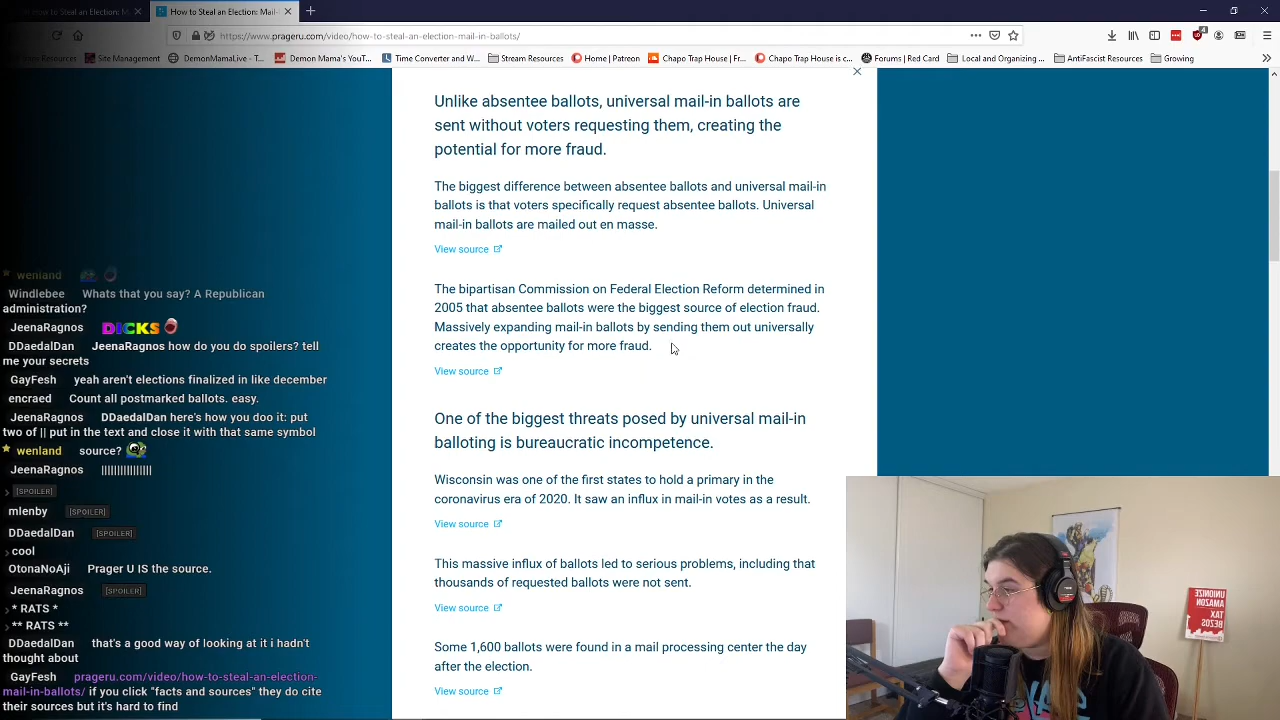 How to Steal an Election: M
How to Steal an Election: Mail-
https://www.prageru.com/video/how-to-steal-an-election-mail-in-ballots/
Resources
Site Management
DemonMamaLive - T...
Demon Mama's YouT...
Time Converter and W...
Stream Resources
Home | Patreon
Chapo Trap House | Fr...
Chapo Trap House is c...
Forums | Red Card
Local and Organizing ...
AntiFascist Resources
Growing
Unlike absentee ballots, universal mail-in ballots are
sent without voters requesting them, creating the
potential for more fraud.
The biggest difference between absentee ballots and universal mail-in
ballots is that voters specifically request absentee ballots. Universal
mail-in ballots are mailed out en masse.
View source
The bipartisan Commission on Federal Election Reform determined in
2005 that absentee ballots were the biggest source of election fraud.
Massively expanding mail-in ballots by sending them out universally
creates the opportunity for more fraud.
View source
One of the biggest threats posed by universal mail-in
balloting is bureaucratic incompetence.
Wisconsin was one of the first states to hold a primary in the
coronavirus era of 2020. It saw an influx in mail-in votes as a result.
View source
This massive influx of ballots led to serious problems, including that
thousands of requested ballots were not sent.
View source
Some 1,600 ballots were found in a mail processing center the day
after the election.
View source
wenland
Windlebee Whats that you say? A Republican
administration?
JeenaRagnos DICKS
DDaedalDan JeenaRagnos how do you do spoilers? tell
me your secrets
GayFesh yeah aren't elections finalized in like december
encraed Count all postmarked ballots. easy.
JeenaRagnos DDaedalDan here's how you doo it: put
two of || put in the text and close it with that same symbol
wenland source?
JeenaRagnos ||||||||||||||||
[SPOILER]
mlenby [SPOILER]
DDaedalDan [SPOILER]
cool
OtonaNoAji Prager U IS the source.
JeenaRagnos [SPOILER]
* RATS *
** RATS **
DDaedalDan that's a good way of looking at it i hadn't
thought about
GayFesh prageru.com/video/how-to-steal-an-election-
mail-in-ballots/ if you click "facts and sources" they do cite
their sources but it's hard to find
UNIONIZE
AMAZON
TAX
BEZOS